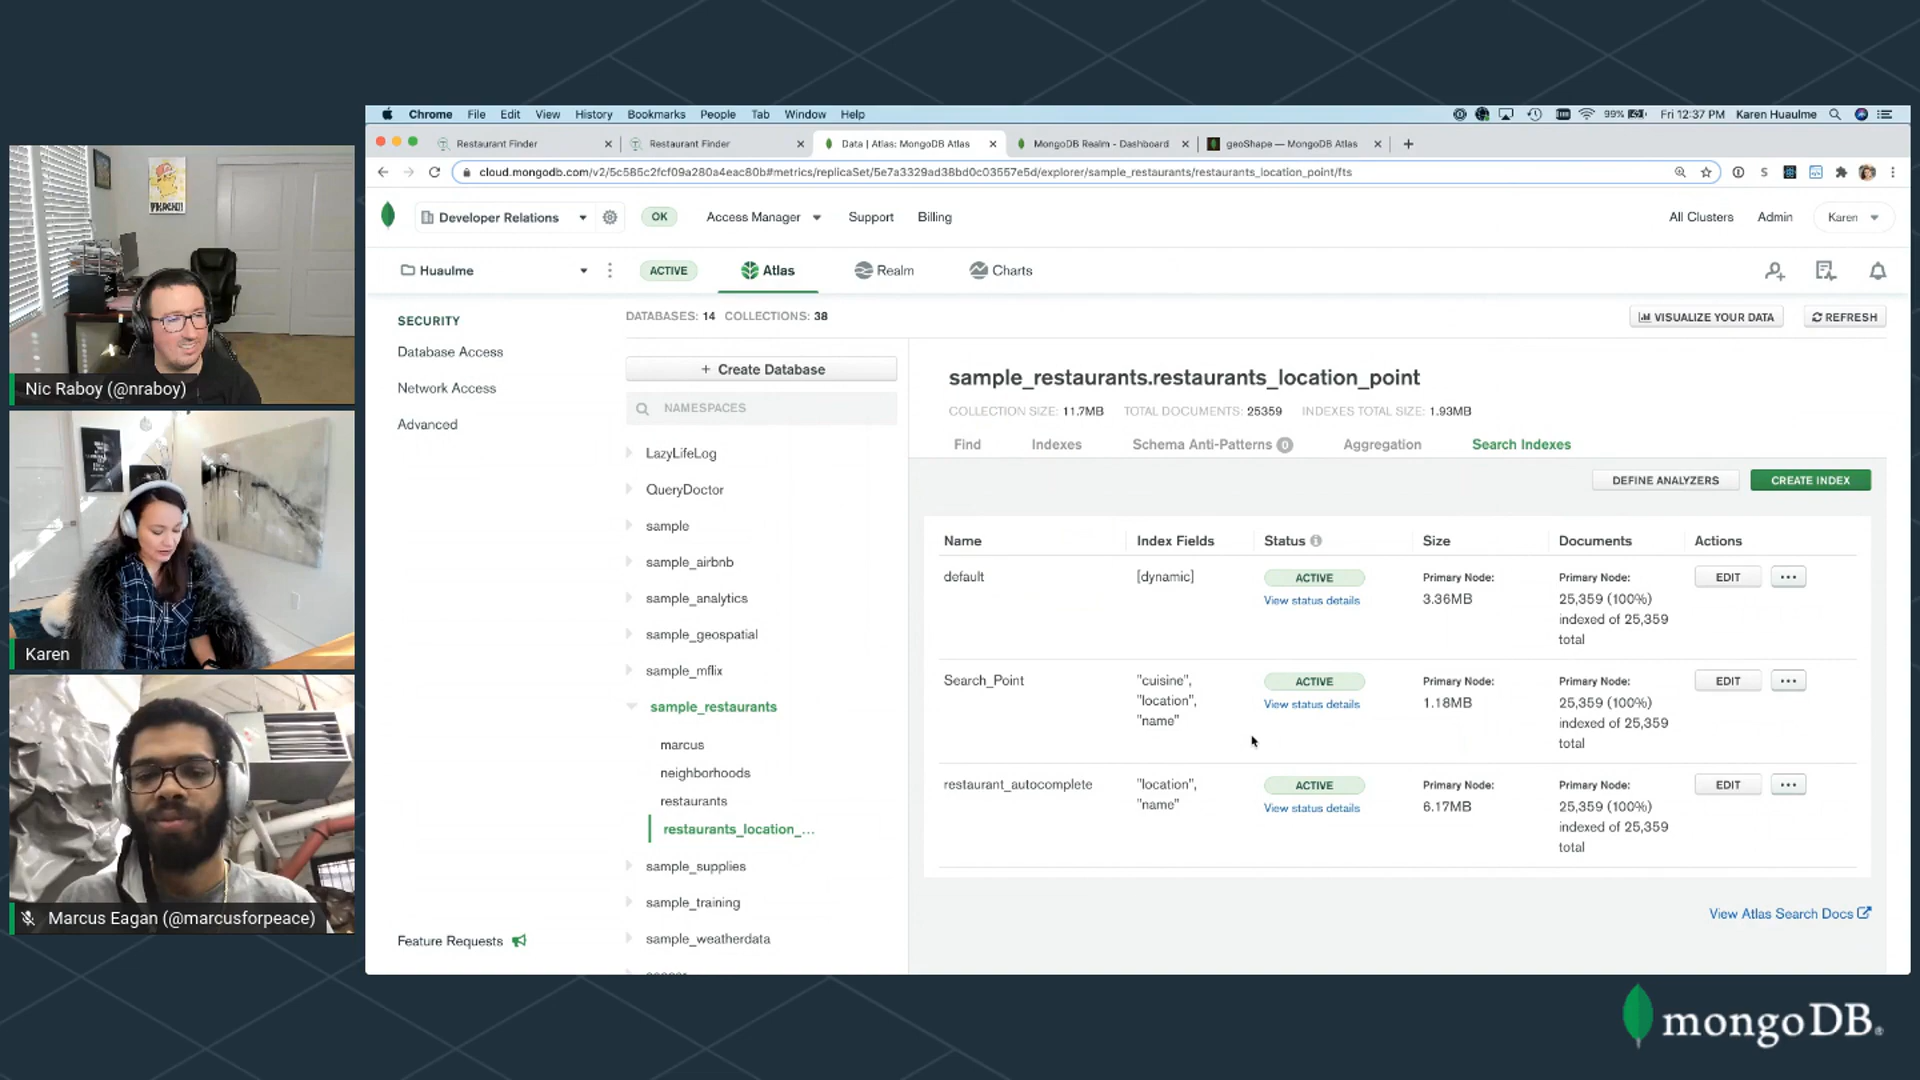 Chrome File Edit View History Bookmarks People Tab Window Help
99% Fri 12:37 PM Karen Huaulme
Restaurant Finder
Restaurant Finder
Data | Atlas: MongoDB Atlas
MongoDB Realm - Dashboard
geoShape — MongoDB Atlas
cloud.mongodb.com/v2/5c585c2fcf09a280a4eac80b#metrics/replicaSet/5e7a3329ad38bd0c03557e5d/explorer/sample_restaurants/restaurants_location_point/fts
Developer Relations
OK
Access Manager
Support
Billing
All Clusters
Admin
Karen
Huaulme
ACTIVE
Atlas
Realm
Charts
SECURITY
Database Access
Network Access
Advanced
Feature Requests
DATABASES: 14 COLLECTIONS: 38
VISUALIZE YOUR DATA
REFRESH
+ Create Database
NAMESPACES
LazyLifeLog
QueryDoctor
sample
sample_airbnb
sample_analytics
sample_geospatial
sample_mflix
sample_restaurants
marcus
neighborhoods
restaurants
restaurants_location_...
sample_supplies
sample_training
sample_weatherdata
sample_restaurants.restaurants_location_point
COLLECTION SIZE: 11.7MB TOTAL DOCUMENTS: 25359 INDEXES TOTAL SIZE: 1.93MB
Find
Indexes
Schema Anti-Patterns 0
Aggregation
Search Indexes
DEFINE ANALYZERS
CREATE INDEX
Name Index Fields Status Size Documents Actions
default [dynamic] ACTIVE Primary Node: Primary Node: EDIT ...
View status details 3.36MB 25,359 (100%)
indexed of 25,359
total
Search_Point "cuisine", ACTIVE Primary Node: Primary Node: EDIT ...
"location", View status details 1.18MB 25,359 (100%)
"name" indexed of 25,359
total
restaurant_autocomplete "location", ACTIVE Primary Node: Primary Node: EDIT ...
"name" View status details 6.17MB 25,359 (100%)
indexed of 25,359
total
View Atlas Search Docs
Nic Raboy (@nraboy)
Karen
Marcus Eagan (@marcusforpeace)
mongoDB®